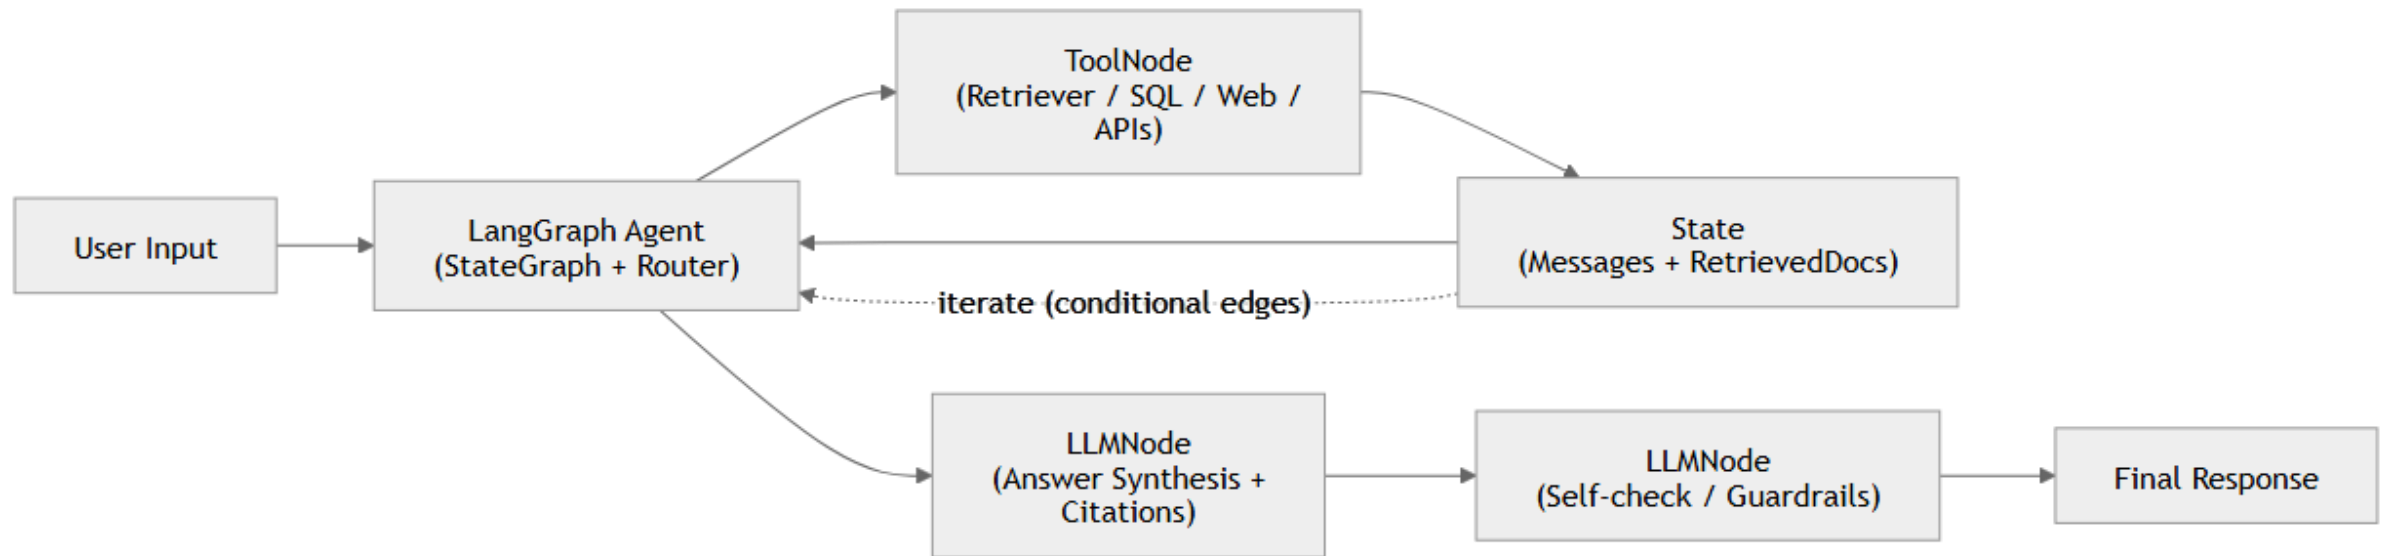 User Input
LangGraph Agent
(StateGraph + Router)
ToolNode
(Retriever / SQL / Web /
APIs)
State
(Messages + RetrievedDocs)
iterate (conditional edges)
LLMNode
(Answer Synthesis +
Citations)
LLMNode
(Self-check / Guardrails)
Final Response